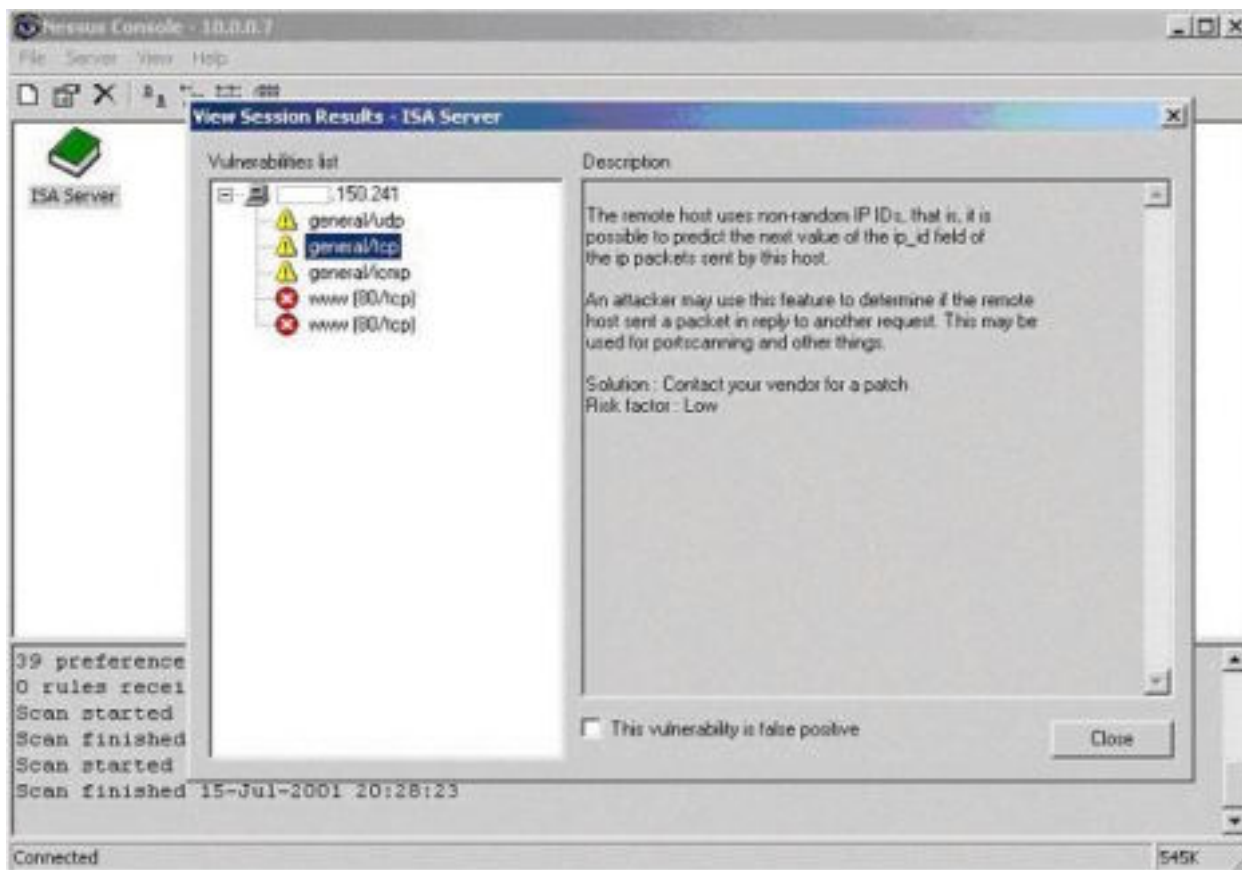 Nessus Console - 10.0.0.7
File Server View Help
View Session Results - ISA Server
ISA Server
Vulnerabilities list
.150.241
general/udp
general/tcp
general/icmp
www (80/tcp)
www (80/tcp)
Description
The remote host uses non-random IP IDs, that is, it is
possible to predict the next value of the ip_id field of
the ip packets sent by this host.
An attacker may use this feature to determine if the remote
host sent a packet in reply to another request. This may be
used for portscanning and other things.
Solution : Contact your vendor for a patch
Risk factor : Low
This vulnerability is false positive
Close
39 preference
0 rules recei
Scan started
Scan finished
Scan started
Scan finished 15-Jul-2001 20:28:23
Connected
545K